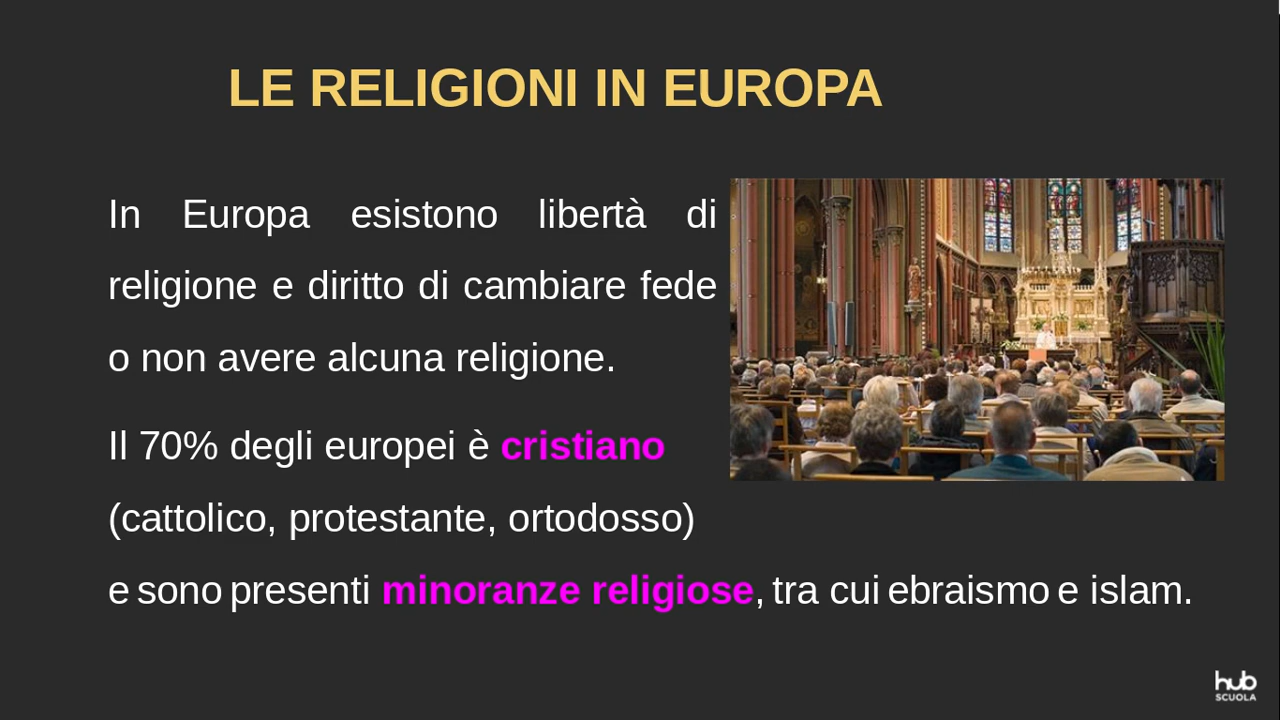 LE RELIGIONI IN EUROPA
In Europa esistono libertà di
religione e diritto di cambiare fede
o non avere alcuna religione.
Il 70% degli europei è cristiano
(cattolico, protestante, ortodosso)
e sono presenti minoranze religiose, tra cui ebraismo e islam.
hub
SCUOLA